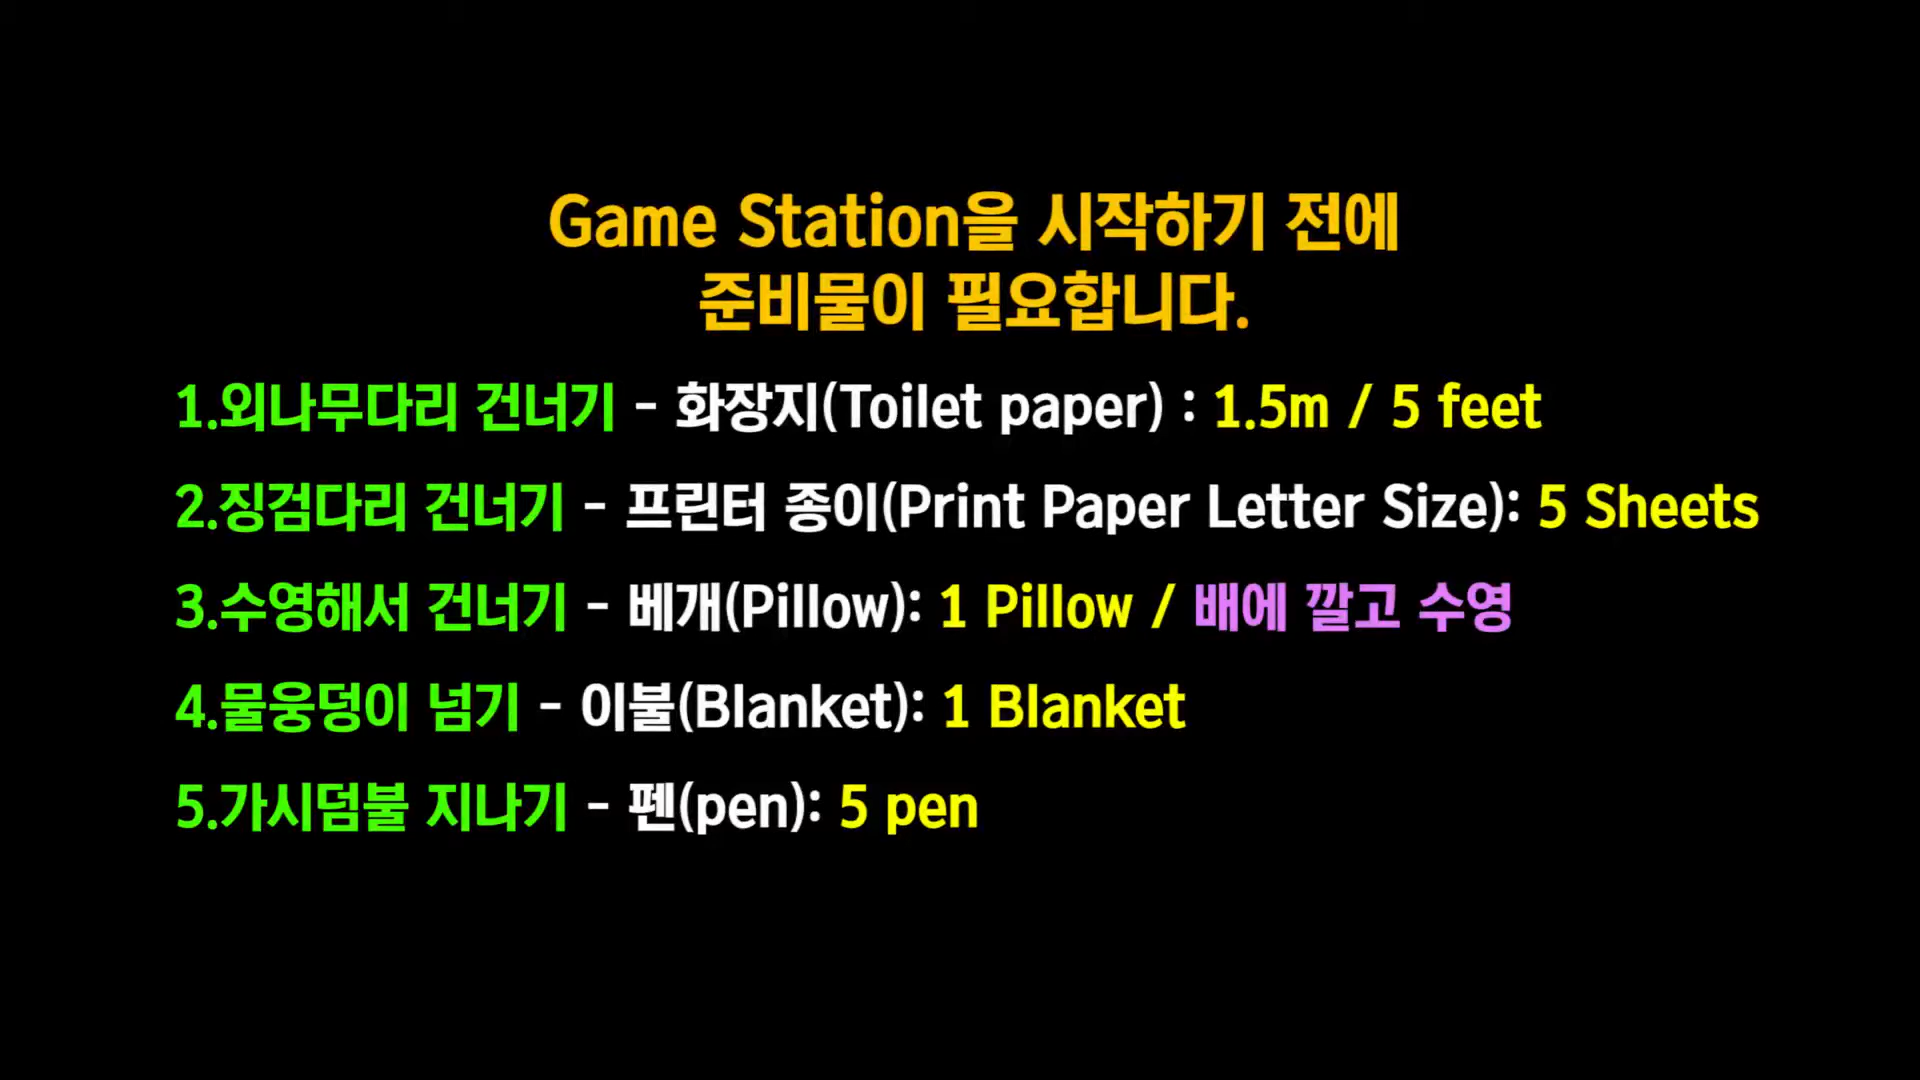 Game Station을 시작하기 전에
준비물이 필요합니다.
1.외나무다리 건너기 - 화장지(Toilet paper) : 1.5m / 5 feet
2.징검다리 건너기 - 프린터 종이(Print Paper Letter Size): 5 Sheets
3.수영해서 건너기 - 베개(Pillow): 1 Pillow / 배에 깔고 수영
4.물웅덩이 넘기 - 이불(Blanket): 1 Blanket
5.가시덤불 지나기 - 펜(pen): 5 pen